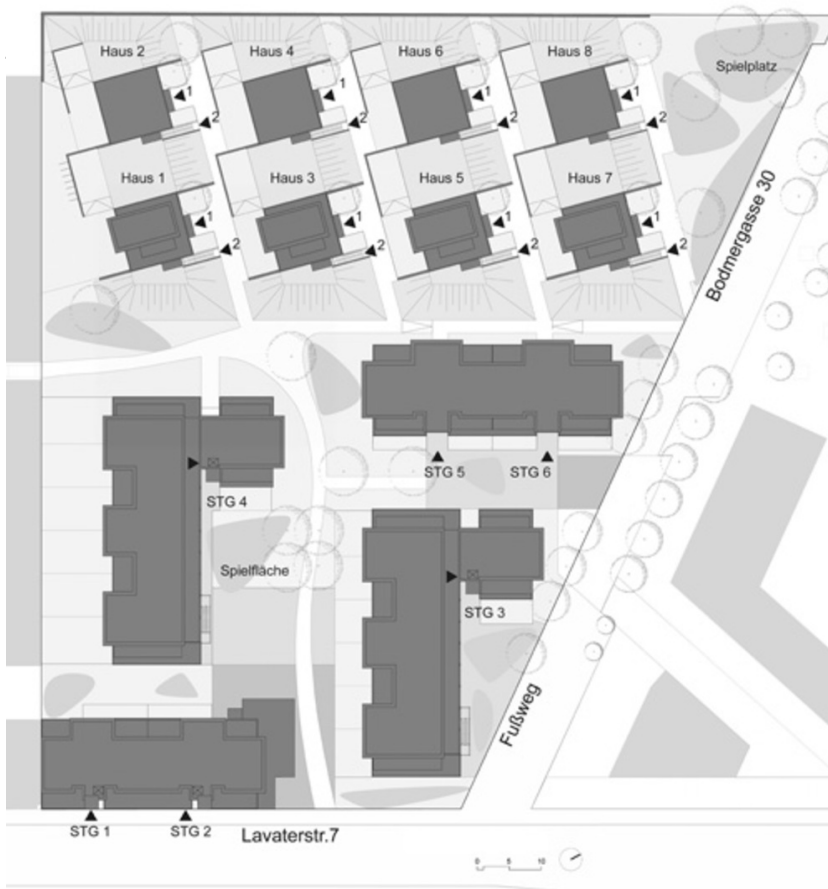 Haus 2
Haus 4
Haus 6
Haus 8
Spielplatz
1
1
1
1
2
2
2
2
Haus 1
Haus 3
Haus 5
Haus 7
1
1
1
1
2
2
2
2
Bodmergasse 30
STG 5
STG 6
STG 4
Spielfläche
STG 3
Fußweg
STG 1
STG 2
Lavaterstr.7
0 5 10